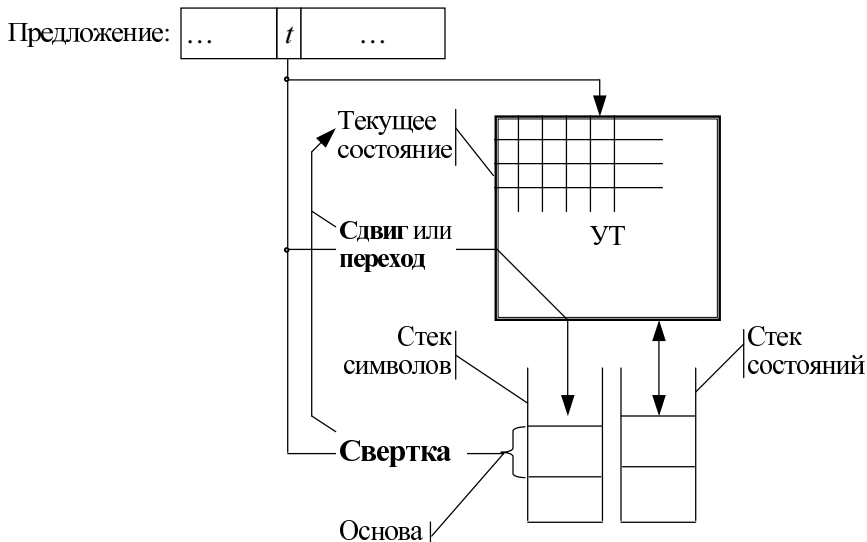 Предложение: … t …
Текущее
состояние
Сдвиг или
переход
УТ
Стек
символов
Стек
состояний
Свертка
Основа